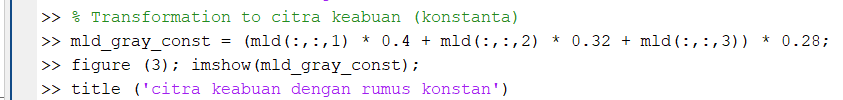 >> % Transformation to citra keabuan (konstanta)
>> mld_gray_const = (mld(:,:,1) * 0.4 + mld(:,:,2) * 0.32 + mld(:,:,3)) * 0.28;
>> figure (3); imshow(mld_gray_const);
>> title ('citra keabuan dengan rumus konstan')